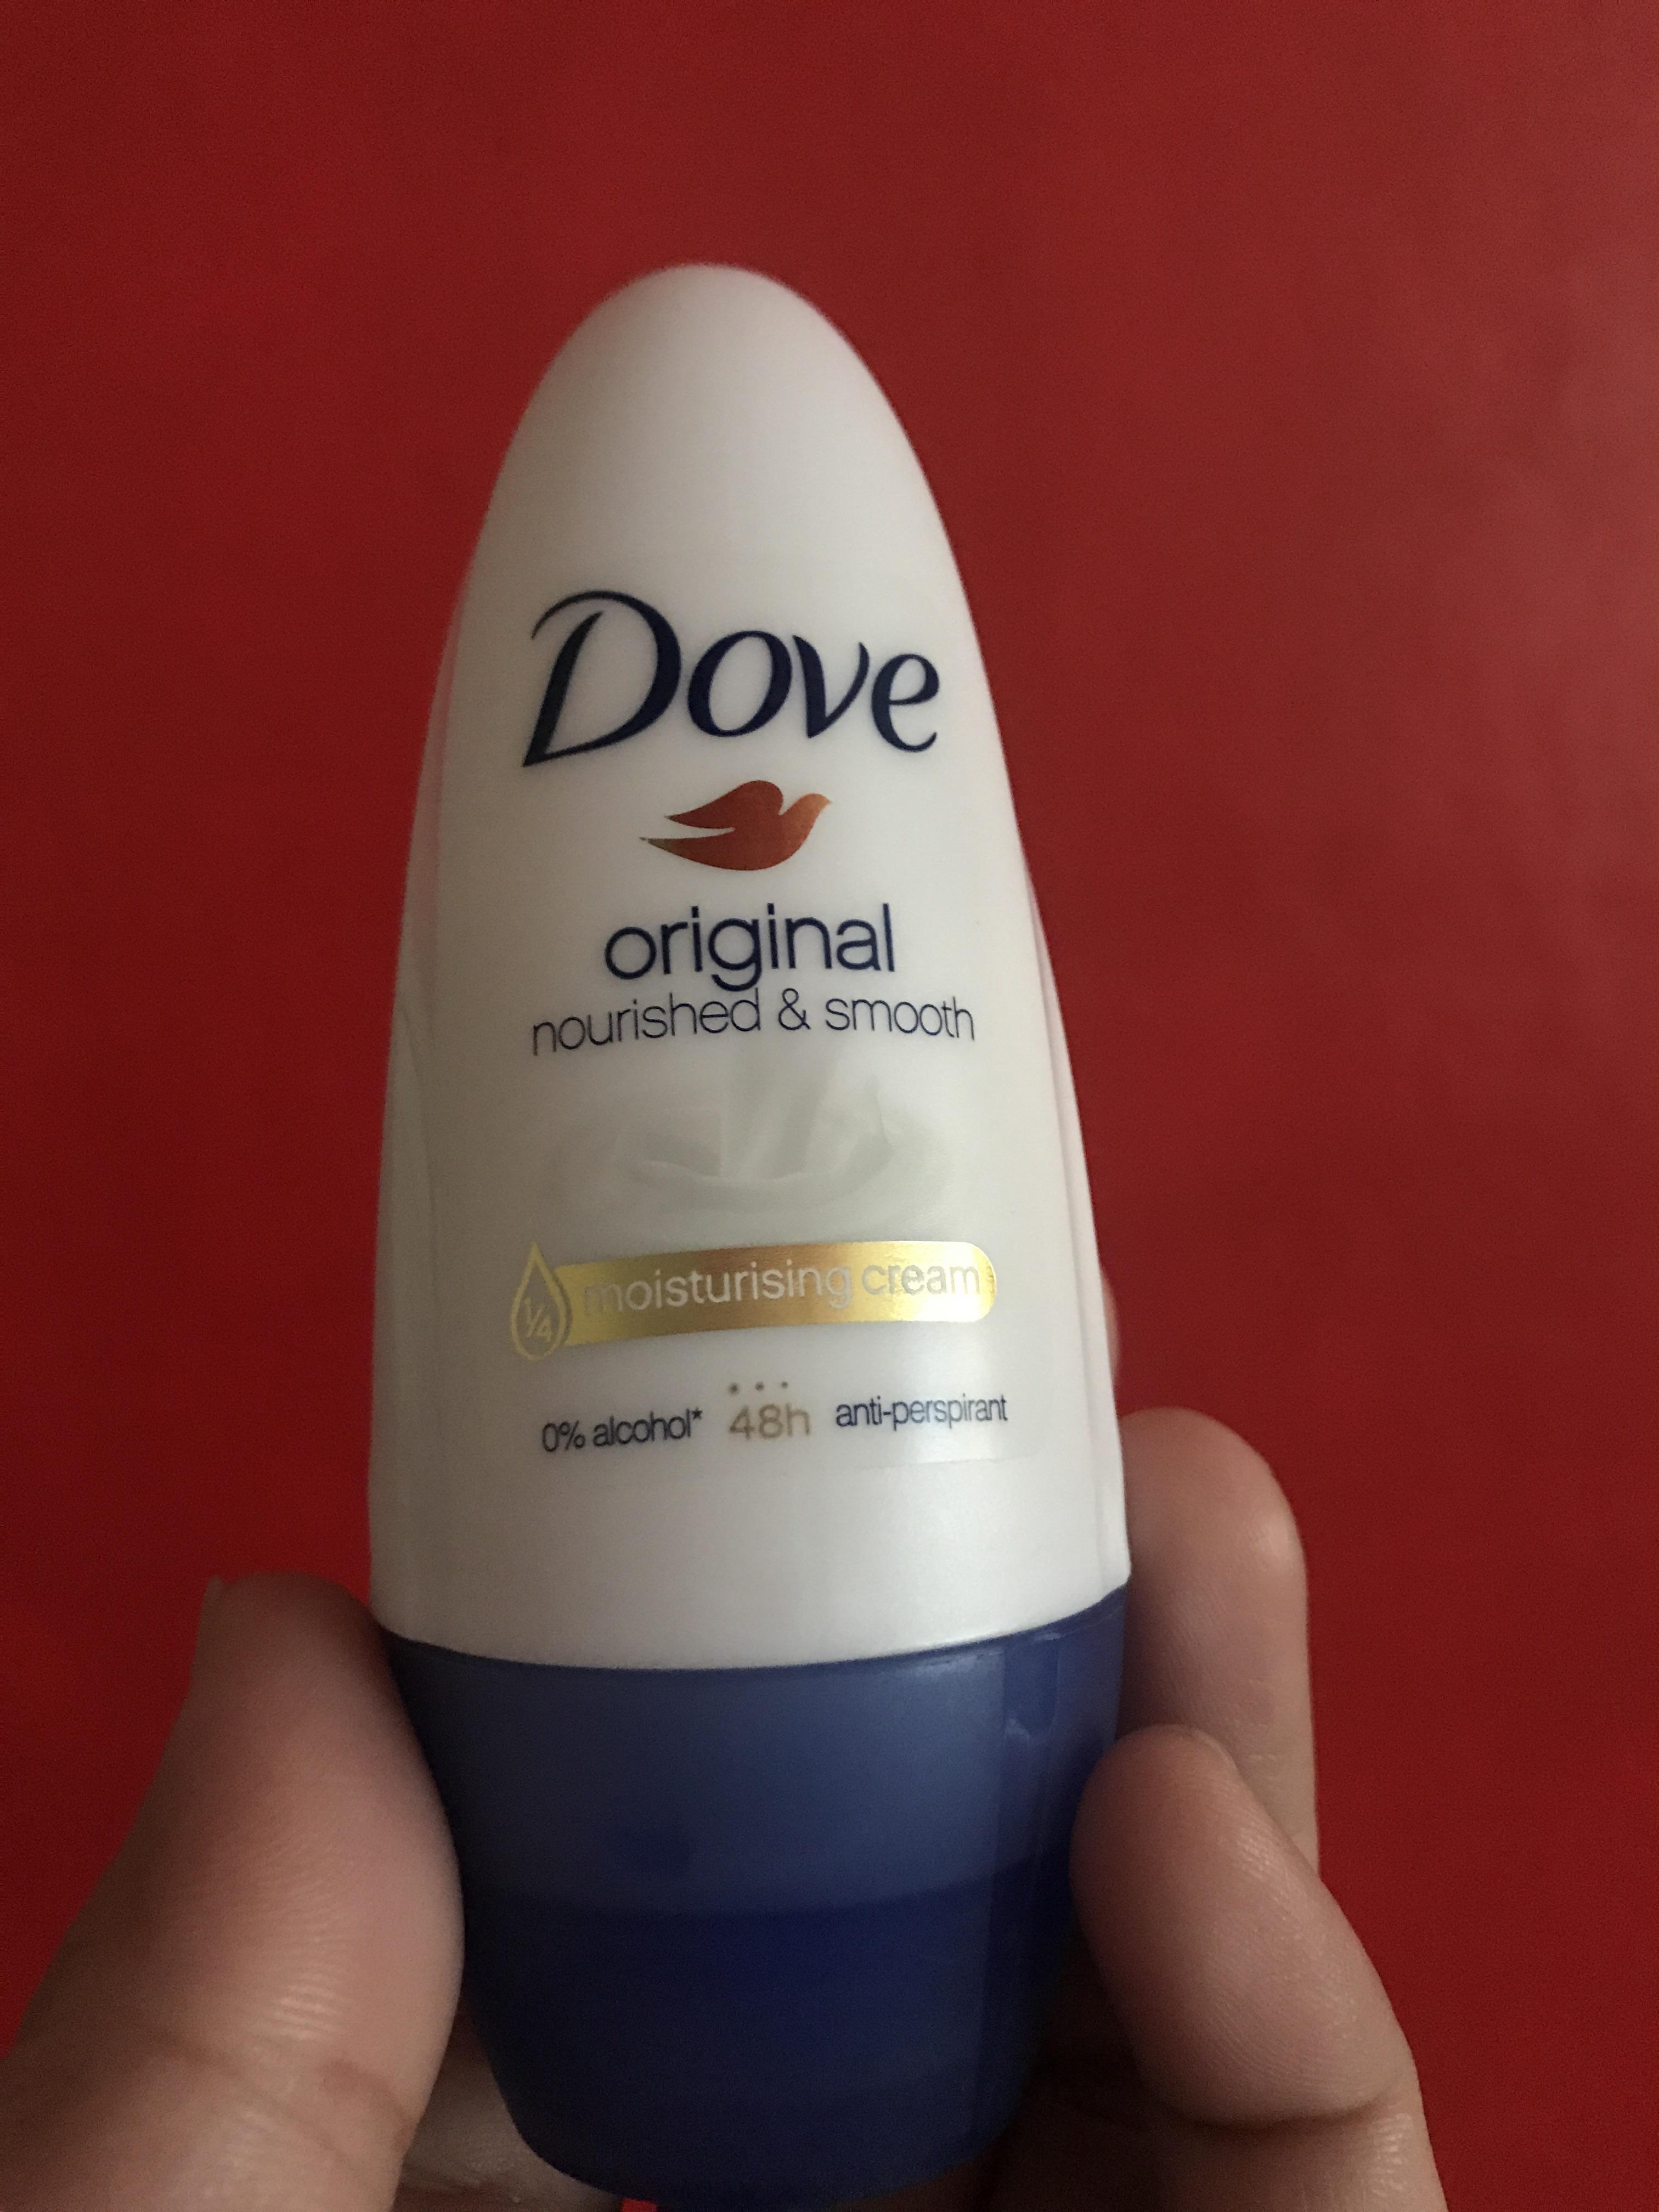 Dove
original
nourished & smooth
1/4 moisturising cream
0% alcohol* 48h anti-perspirant